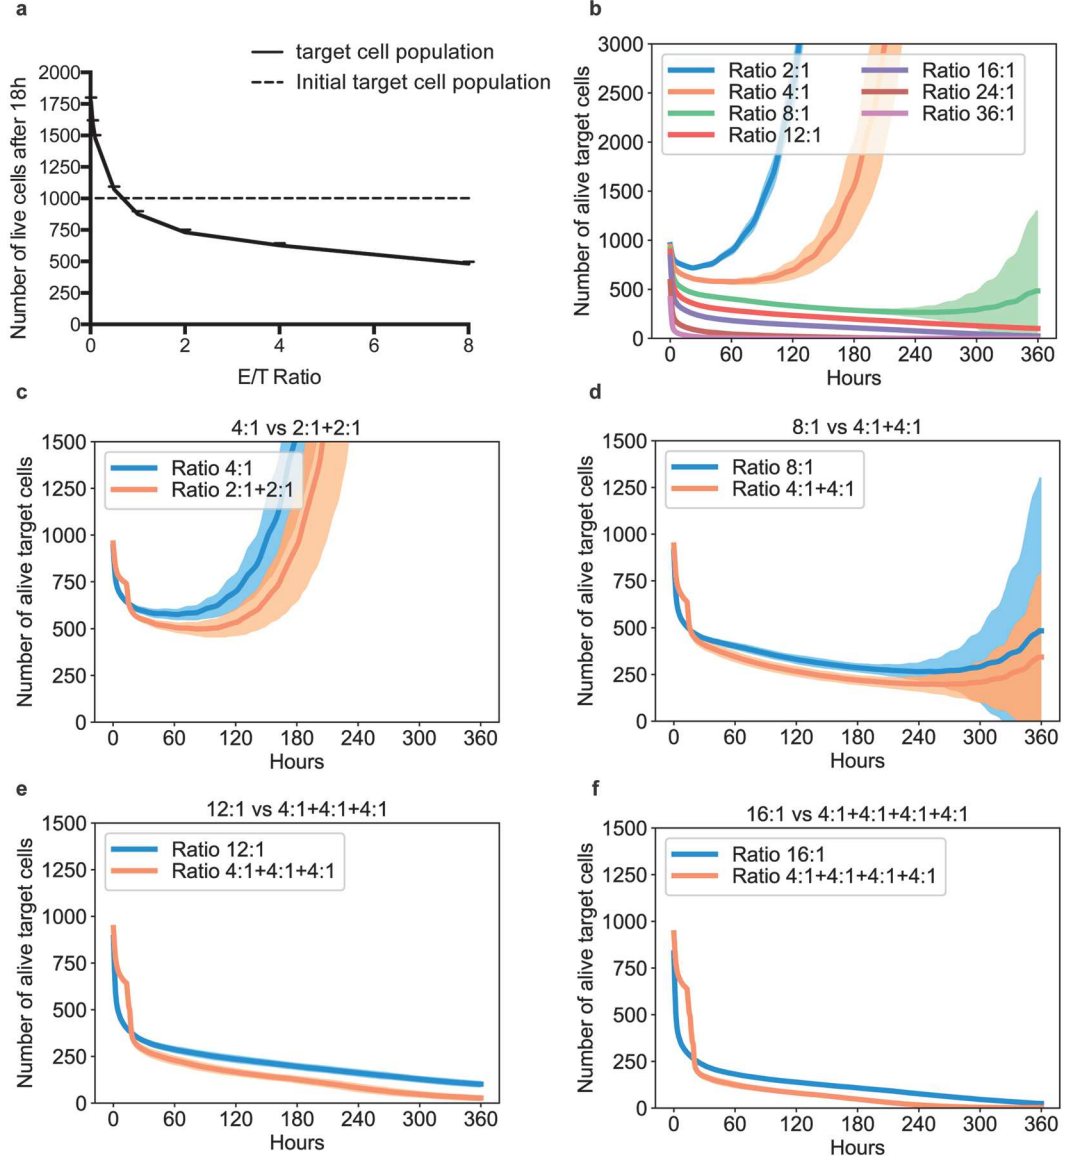 a
target cell population
Initial target cell population
2000
1750
1500
1250
1000
750
500
250
0
0 2 4 6 8
Number of live cells after 18h
E/T Ratio
b
3000
2500
2000
1500
1000
500
0
Ratio 2:1 Ratio 16:1
Ratio 4:1 Ratio 24:1
Ratio 8:1 Ratio 36:1
Ratio 12:1
0 60 120 180 240 300 360
Number of alive target cells
Hours
c
4:1 vs 2:1+2:1
1500
1250
1000
750
500
250
0
Ratio 4:1
Ratio 2:1+2:1
0 60 120 180 240 300 360
Number of alive target cells
Hours
d
8:1 vs 4:1+4:1
1500
1250
1000
750
500
250
0
Ratio 8:1
Ratio 4:1+4:1
0 60 120 180 240 300 360
Number of alive target cells
Hours
e
12:1 vs 4:1+4:1+4:1
1500
1250
1000
750
500
250
0
Ratio 12:1
Ratio 4:1+4:1+4:1
0 60 120 180 240 300 360
Number of alive target cells
Hours
f
16:1 vs 4:1+4:1+4:1+4:1
1500
1250
1000
750
500
250
0
Ratio 16:1
Ratio 4:1+4:1+4:1+4:1
0 60 120 180 240 300 360
Number of alive target cells
Hours